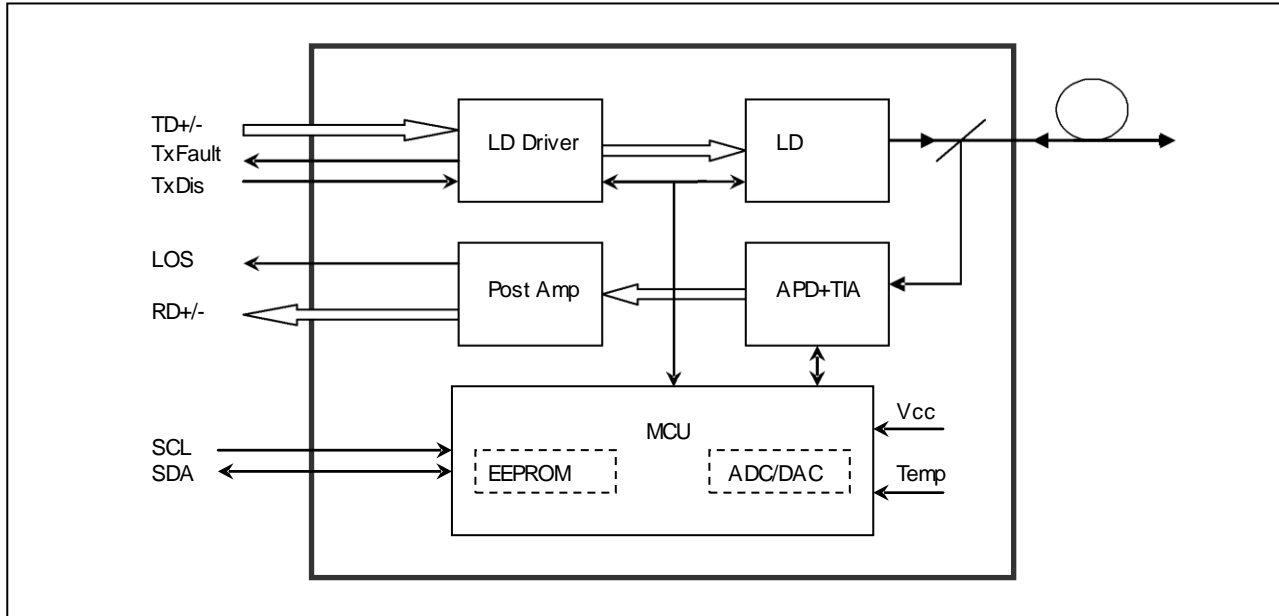 TD+/-
TxFault
TxDis
LD Driver
LD
LOS
RD+/-
Post Amp
APD+TIA
SCL
SDA
MCU
EEPROM
ADC/DAC
Vcc
Temp